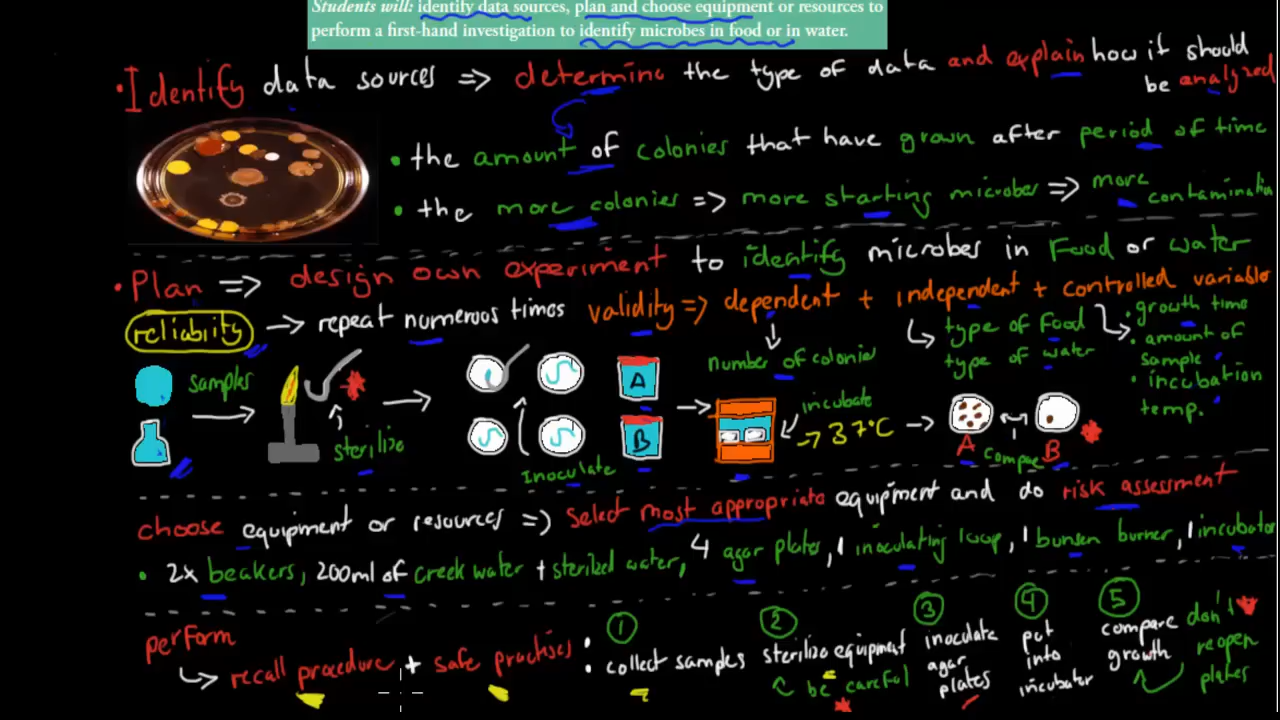 Students will: identify data sources, plan and choose equipment or resources to
perform a first-hand investigation to identify microbes in food or in water.
• Identify data sources => determine the type of data and explain how it should
be analyzed
• the amount of colonies that have grown after period of time
• the more colonies => more starting microbes => more contamination
• Plan => design own experiment to identify microbes in Food or water
reliabiity → repeat numerous times validity => dependent + independent + controlled variable
number of colonies
type of Food
type of water
• growth time
• amount of
sample
• incubation
temp.
samples
sterilize
Inoculate
A
B
incubate
→ 37°C
A compare B
choose equipment or resources => select most appropriate equipment and do risk assessment
• 2x beakers, 200ml of creek water + sterilized water, 4 agar plates, 1 inoculating loop, 1 bunsen burner, 1 incubator
perform
recall procedure + safe practises :
1 collect samples
2 sterilize equipment
be careful
3 inoculate
agar
plates
4 put
into
incubator
5 compare
growth
don't
reopen
plates